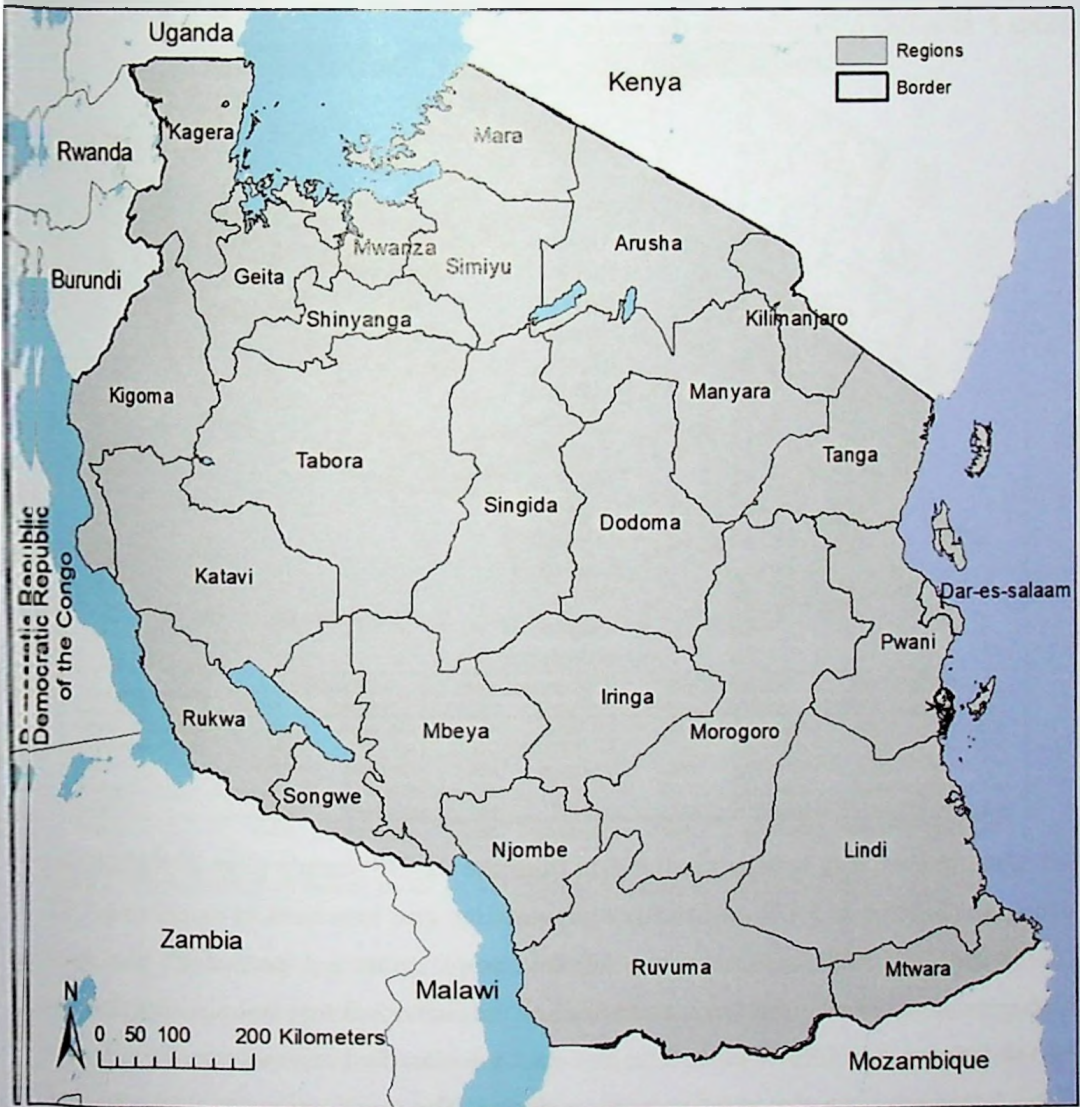 Uganda
Kenya
Regions
Border
Rwanda
Kagera
Mara
Burundi
Geita
Mwanza
Simiyu
Arusha
Shinyanga
Kilimanjaro
Kigoma
Tabora
Singida
Manyara
Dodoma
Tanga
Katavi
Democratic Republic
Democratic Republic
of the Congo
Dar-es-salaam
Pwani
Rukwa
Mbeya
Iringa
Morogoro
Songwe
Njombe
Lindi
Zambia
Malawi
Ruvuma
Mtwara
Mozambique
N
0 50 100 200 Kilometers